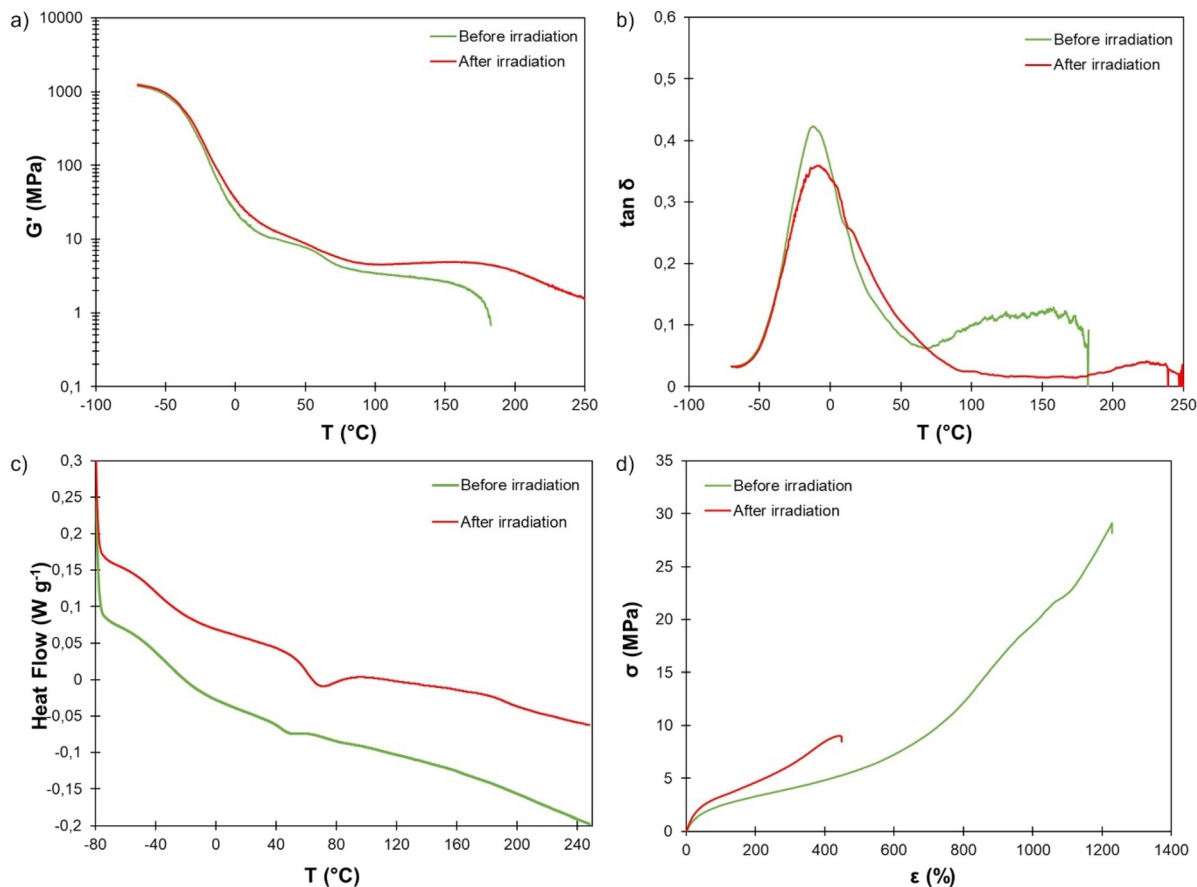 a)
10000
1000
100
10
1
0,1
G' (MPa)
Before irradiation
After irradiation
-100 -50 0 50 100 150 200 250
T (°C)
b)
0,6
0,5
0,4
0,3
0,2
0,1
0
tan δ
Before irradiation
After irradiation
-100 -50 0 50 100 150 200 250
T (°C)
c)
0,3
0,25
0,2
0,15
0,1
0,05
0
-0,05
-0,1
-0,15
-0,2
Heat Flow (W g-1)
Before irradiation
After irradiation
-80 -40 0 40 80 120 160 200 240
T (°C)
d)
35
30
25
20
15
10
5
0
σ (MPa)
Before irradiation
After irradiation
0 200 400 600 800 1000 1200 1400
ε (%)